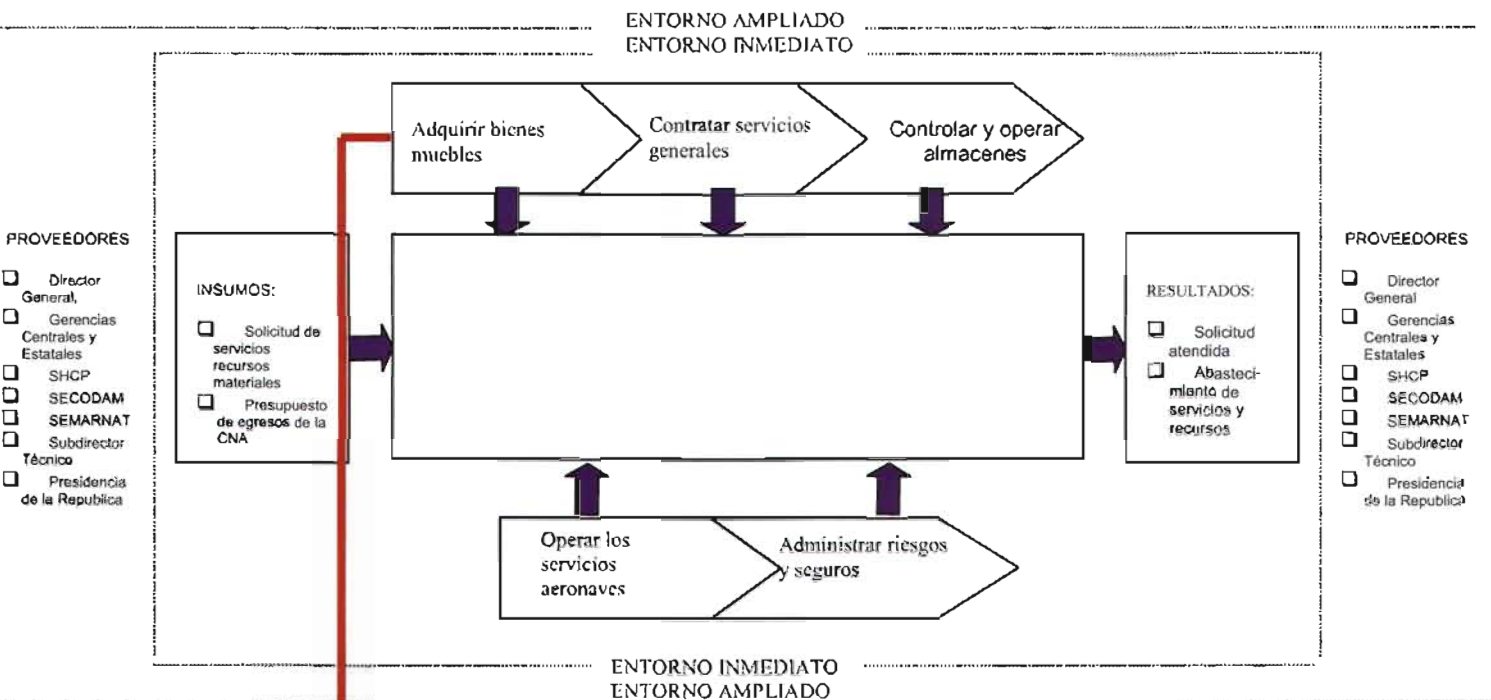 ENTORNO AMPLIADO
ENTORNO INMEDIATO
Adquirir bienes
muebles
Contratar servicios
generales
Controlar y operar
almacenes
PROVEEDORES
Director
General,
Gerencias
Centrales y
Estatales
SHCP
SECODAM
SEMARNAT
Subdirector
Técnico
Presidencia
de la Republica
INSUMOS:
Solicitud de
servicios
recursos
materiales
Presupuesto
de egresos de la
CNA
RESULTADOS:
Solicitud
atendida
Abasteci-
miento de
servicios y
recursos
PROVEEDORES
Director
General
Gerencias
Centrales y
Estatales
SHCP
SECODAM
SEMARNAT
Subdirector
Técnico
Presidencia
de la Republica
Operar los
servicios
aeronaves
Administrar riesgos
y seguros
ENTORNO INMEDIATO
ENTORNO AMPLIADO